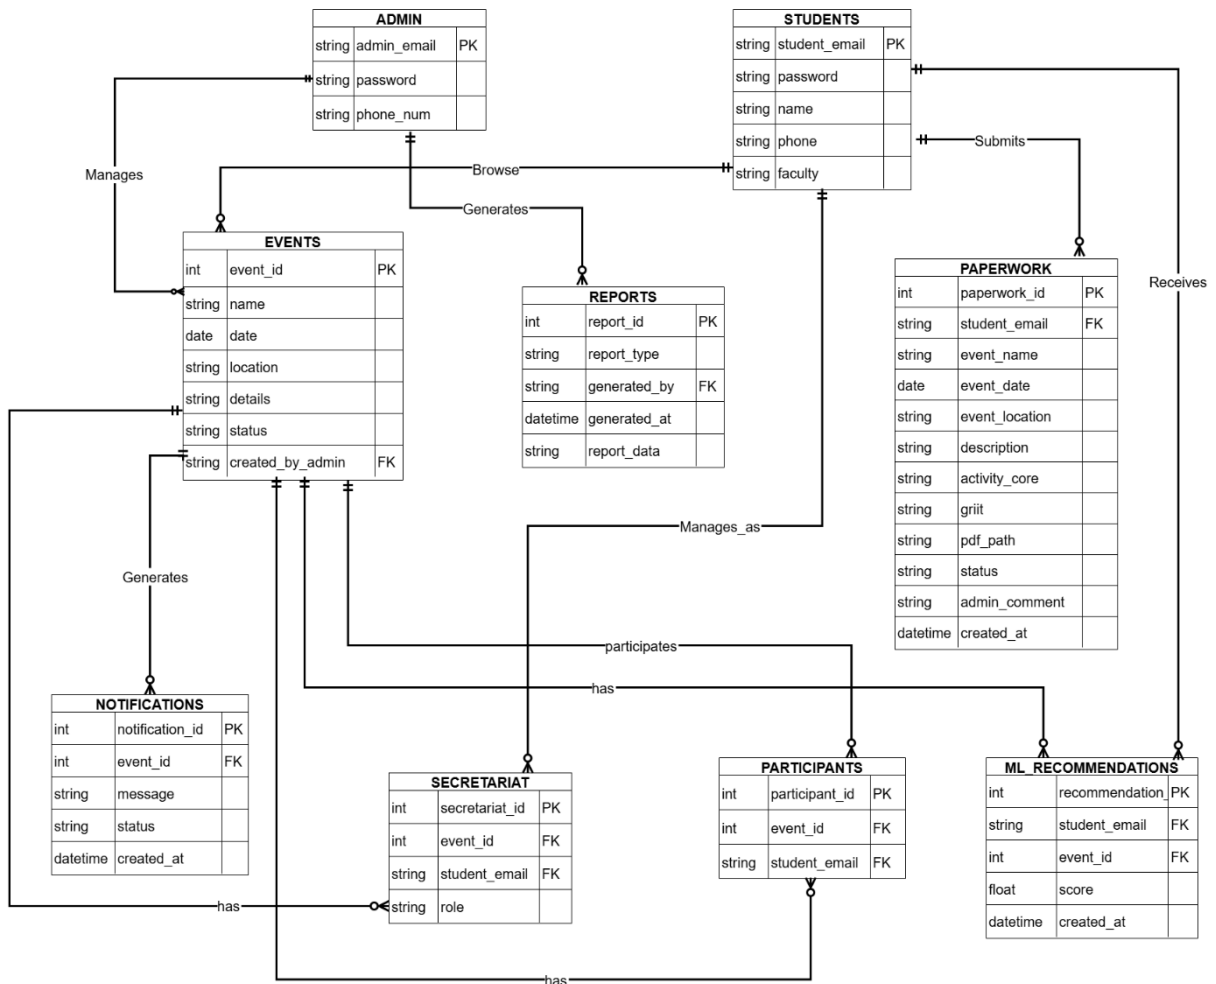 ADMIN
string admin_email PK
string password
string phone_num
STUDENTS
string student_email PK
string password
string name
string phone
string faculty
Manages
Browse
Generates
Submits
Receives
EVENTS
int event_id PK
string name
date date
string location
string details
string status
string created_by_admin FK
REPORTS
int report_id PK
string report_type
string generated_by FK
datetime generated_at
string report_data
PAPERWORK
int paperwork_id PK
string student_email FK
string event_name
date event_date
string event_location
string description
string activity_core
string griit
string pdf_path
string status
string admin_comment
datetime created_at
Manages_as
Generates
participates
has
NOTIFICATIONS
int notification_id PK
int event_id FK
string message
string status
datetime created_at
SECRETARIAT
int secretariat_id PK
int event_id FK
string student_email FK
string role
PARTICIPANTS
int participant_id PK
int event_id FK
string student_email FK
ML_RECOMMENDATIONS
int recommendation_ PK
string student_email FK
int event_id FK
float score
datetime created_at
has
has